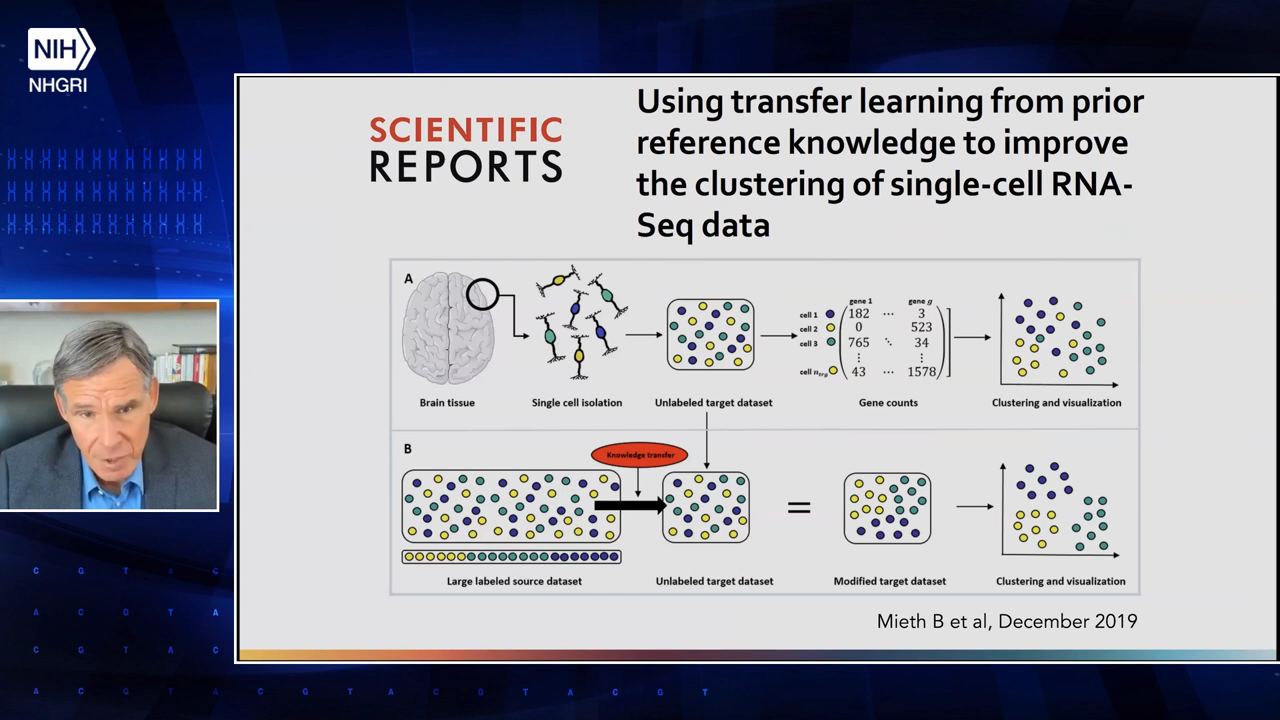 NIH
NHGRI
SCIENTIFIC
REPORTS
Using transfer learning from prior
reference knowledge to improve
the clustering of single-cell RNA-
Seq data
A
gene 1 gene g
cell 1 182 ⋯ 3
cell 2 0 523
cell 3 765 ⋱ 34
⋮ ⋮
cell n_trg 43 ⋯ 1578
Brain tissue
Single cell isolation
Unlabeled target dataset
Gene counts
Clustering and visualization
B
Knowledge transfer
=
Large labeled source dataset
Unlabeled target dataset
Modified target dataset
Clustering and visualization
Mieth B et al, December 2019
C G T A C
A C G T A
C G T A C
A C G T A C G T A C G T A C G T